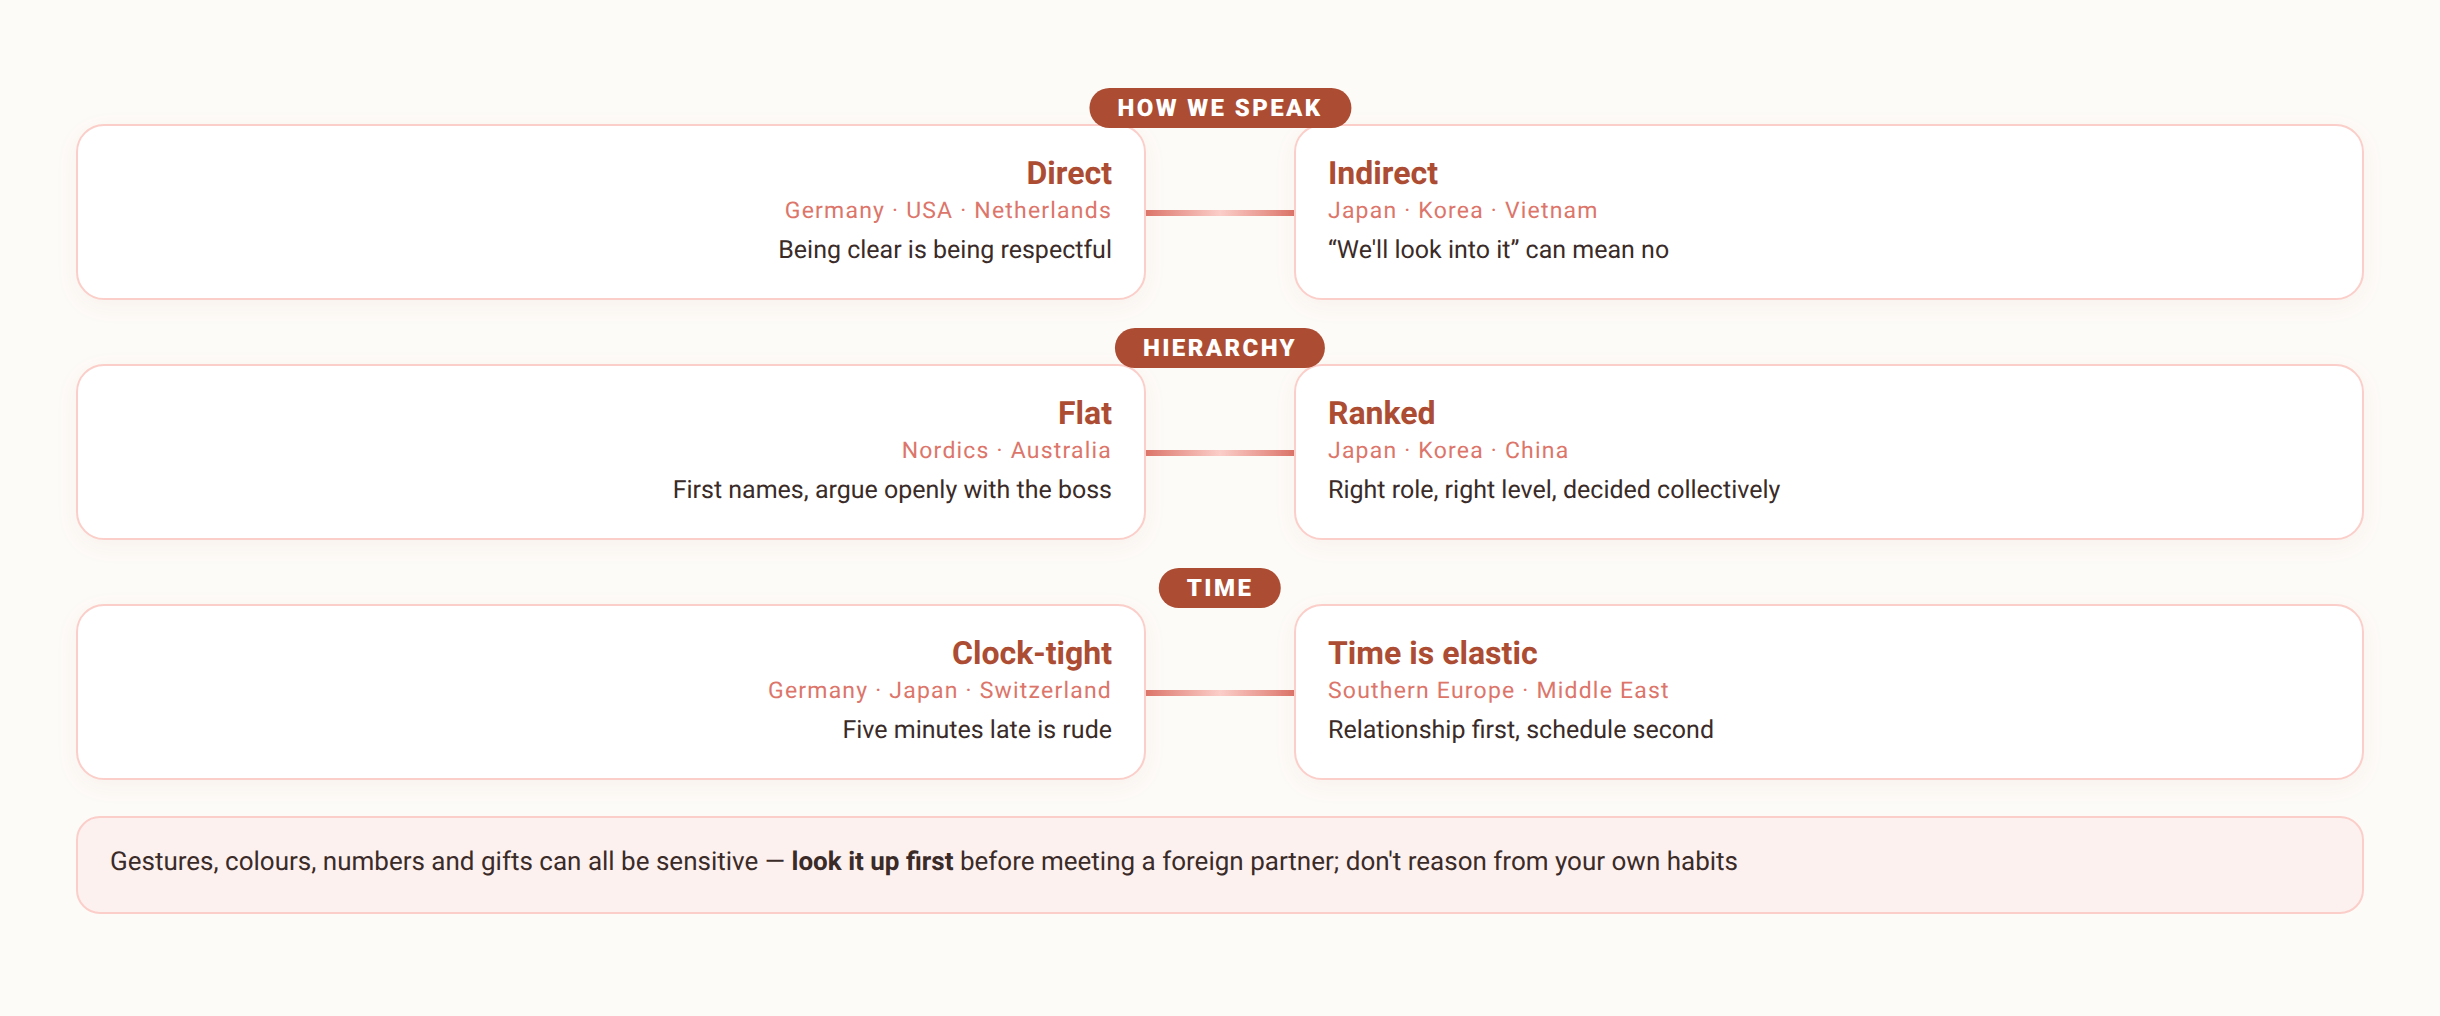 HOW WE SPEAK
Direct
Germany · USA · Netherlands
Being clear is being respectful
Indirect
Japan · Korea · Vietnam
“We'll look into it” can mean no
HIERARCHY
Flat
Nordics · Australia
First names, argue openly with the boss
Ranked
Japan · Korea · China
Right role, right level, decided collectively
TIME
Clock-tight
Germany · Japan · Switzerland
Five minutes late is rude
Time is elastic
Southern Europe · Middle East
Relationship first, schedule second
Gestures, colours, numbers and gifts can all be sensitive — look it up first before meeting a foreign partner; don't reason from your own habits